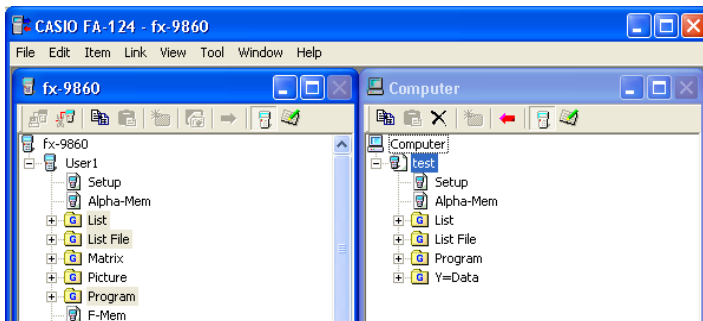 CASIO FA-124 - fx-9860
File Edit Item Link View Tool Window Help
fx-9860
fx-9860
User1
Setup
Alpha-Mem
G List
G List File
G Matrix
G Picture
G Program
F-Mem
Computer
Computer
test
Setup
Alpha-Mem
G List
G List File
G Program
G Y=Data